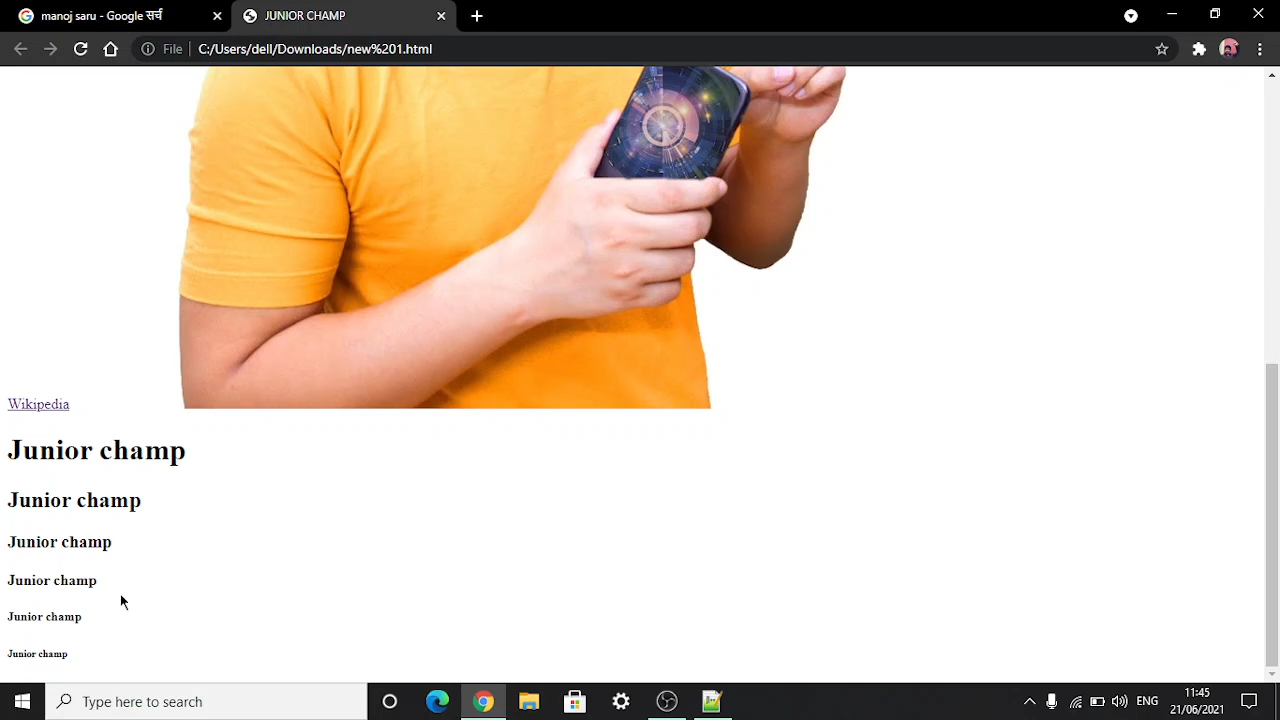 manoj saru - Google सर्च
JUNIOR CHAMP
File
C:/Users/dell/Downloads/new%201.html
Wikipedia
Junior champ
Junior champ
Junior champ
Junior champ
Junior champ
Junior champ
Type here to search
ENG
11:45
21/06/2021